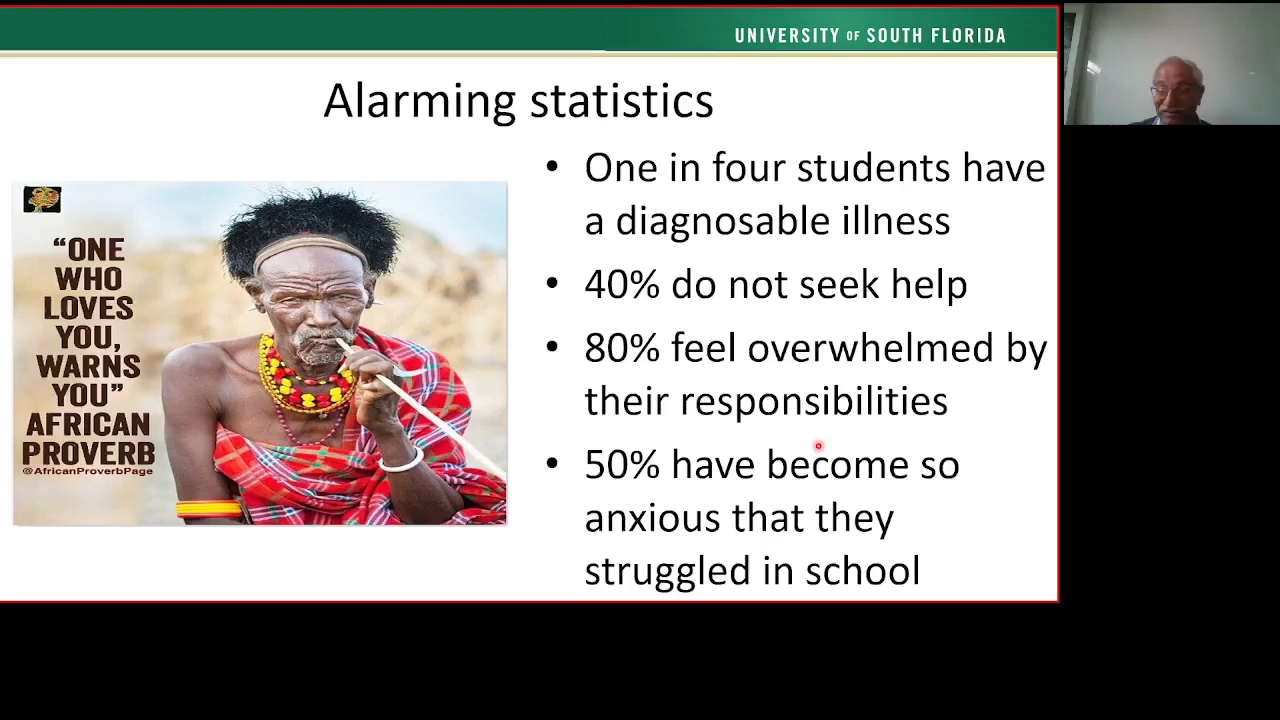 UNIVERSITY OF SOUTH FLORIDA
Alarming statistics
“ONE
WHO
LOVES
YOU,
WARNS
YOU”
AFRICAN
PROVERB
@AfricanProverbPage
• One in four students have
a diagnosable illness
• 40% do not seek help
• 80% feel overwhelmed by
their responsibilities
• 50% have become so
anxious that they
struggled in school